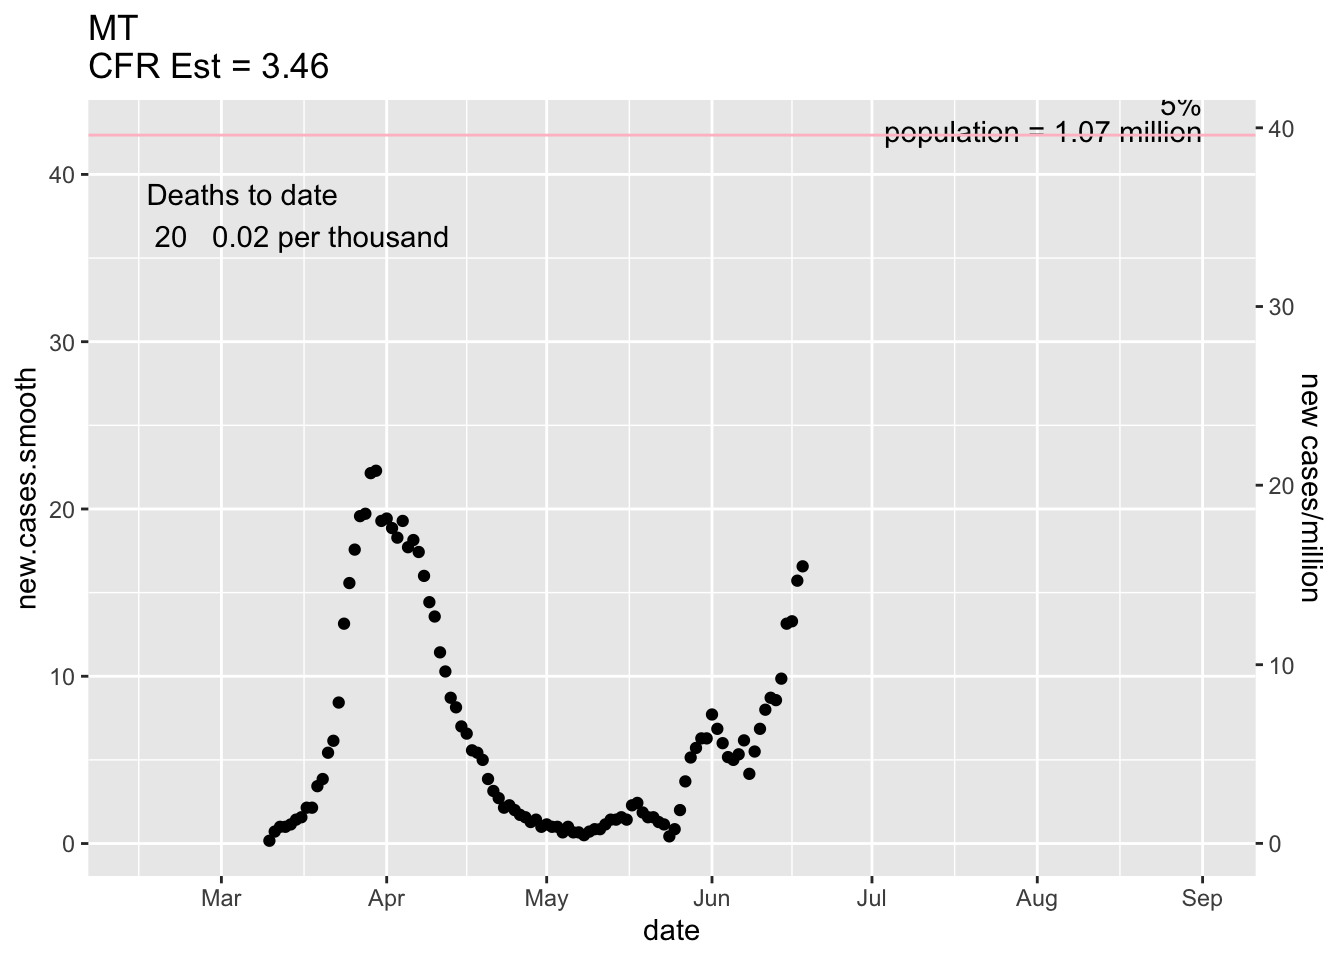 MT
CFR Est = 3.46
5%
population = 1.07 million
Deaths to date
20 0.02 per thousand
40
30
20
10
0
40
30
20
10
0
new.cases.smooth
new cases/million
Mar Apr May Jun Jul Aug Sep
date